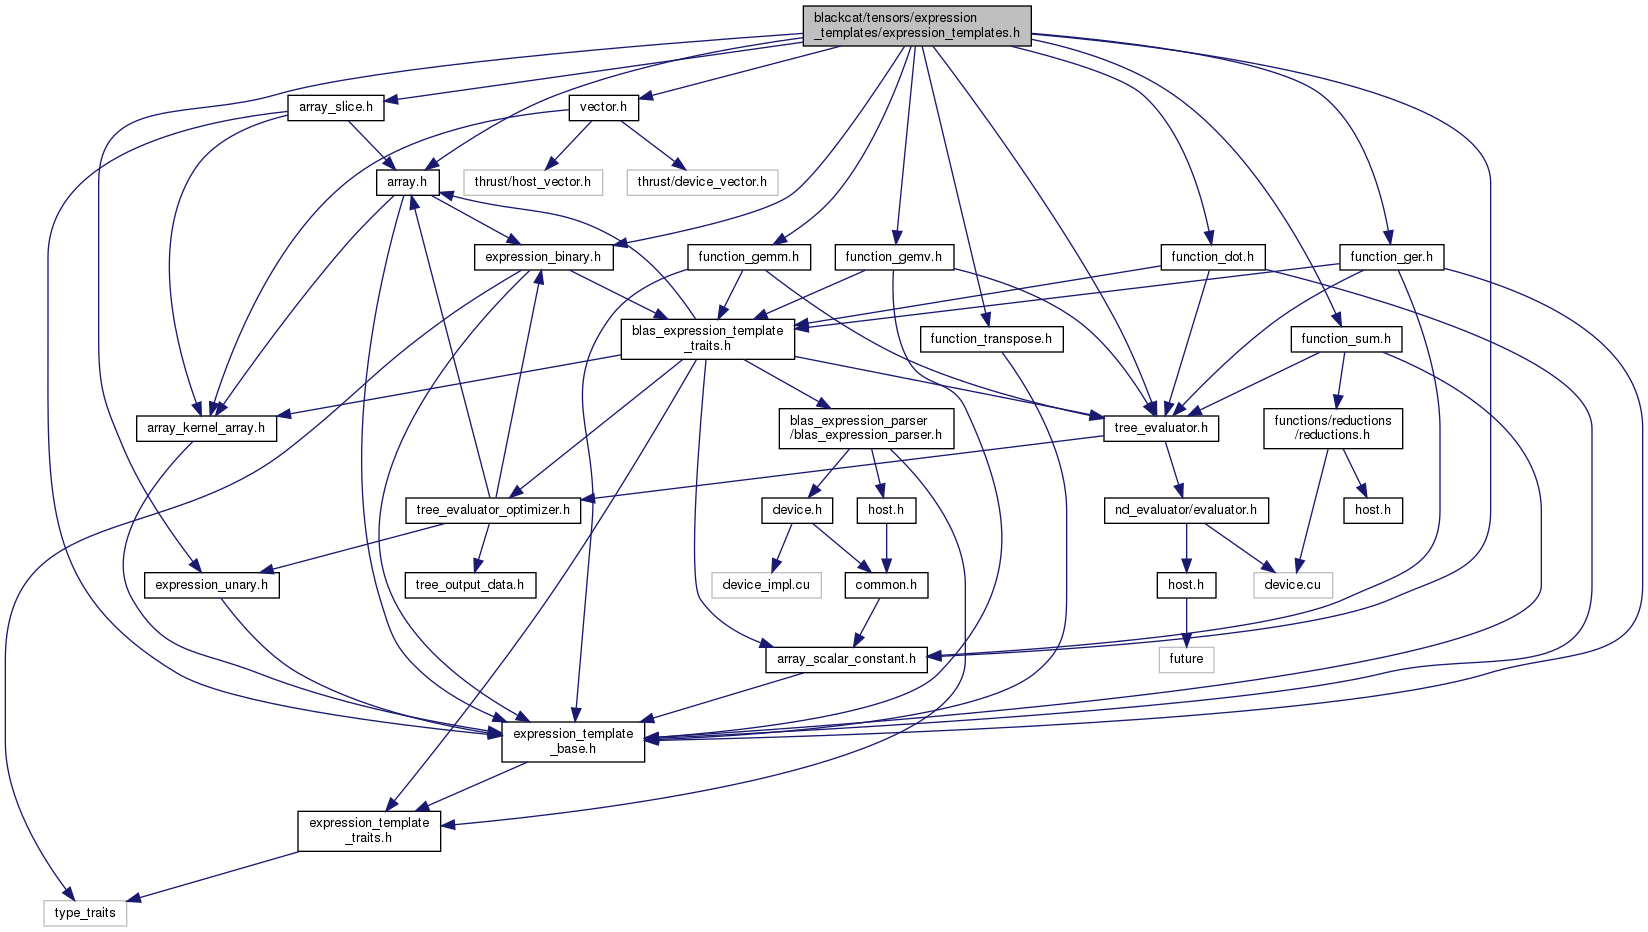 blackcat/tensors/expression
_templates/expression_templates.h
array_slice.h
vector.h
array.h
thrust/host_vector.h
thrust/device_vector.h
expression_binary.h
function_gemm.h
function_gemv.h
function_dot.h
function_ger.h
blas_expression_template
_traits.h
function_transpose.h
function_sum.h
array_kernel_array.h
blas_expression_parser
/blas_expression_parser.h
tree_evaluator.h
functions/reductions
/reductions.h
tree_evaluator_optimizer.h
device.h
host.h
nd_evaluator/evaluator.h
host.h
expression_unary.h
tree_output_data.h
device_impl.cu
common.h
host.h
device.cu
array_scalar_constant.h
future
expression_template
_base.h
expression_template
_traits.h
type_traits